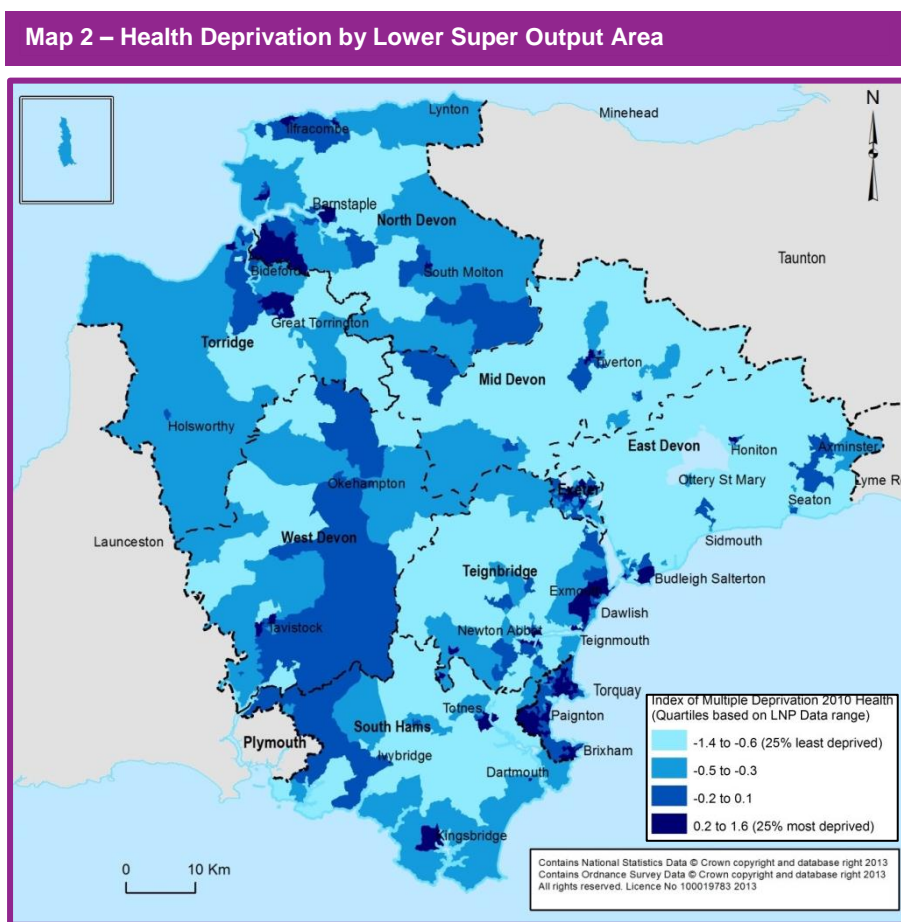 Map 2 – Health Deprivation by Lower Super Output Area
N
Lynton
Minehead
Ilfracombe
Barnstaple
North Devon
Taunton
Bideford
South Molton
Great Torrington
Torridge
Mid Devon
Tiverton
Holsworthy
East Devon
Honiton
Axminster
Okehampton
Exeter
Ottery St Mary
Seaton
Lyme Re
Launceston
West Devon
Sidmouth
Teignbridge
Budleigh Salterton
Exmo
Dawlish
Tavistock
Newton Abbot
Teignmouth
Torquay
Totnes
Paignton
South Hams
Plymouth
Ivybridge
Brixham
Dartmouth
Kingsbridge
0 10 Km
Index of Multiple Deprivation 2010 Health
(Quartiles based on LNP Data range)
-1.4 to -0.6 (25% least deprived)
-0.5 to -0.3
-0.2 to 0.1
0.2 to 1.6 (25% most deprived)
Contains National Statistics Data © Crown copyright and database right 2013
Contains Ordnance Survey Data © Crown copyright and database right 2013
All rights reserved. Licence No 100019783 2013